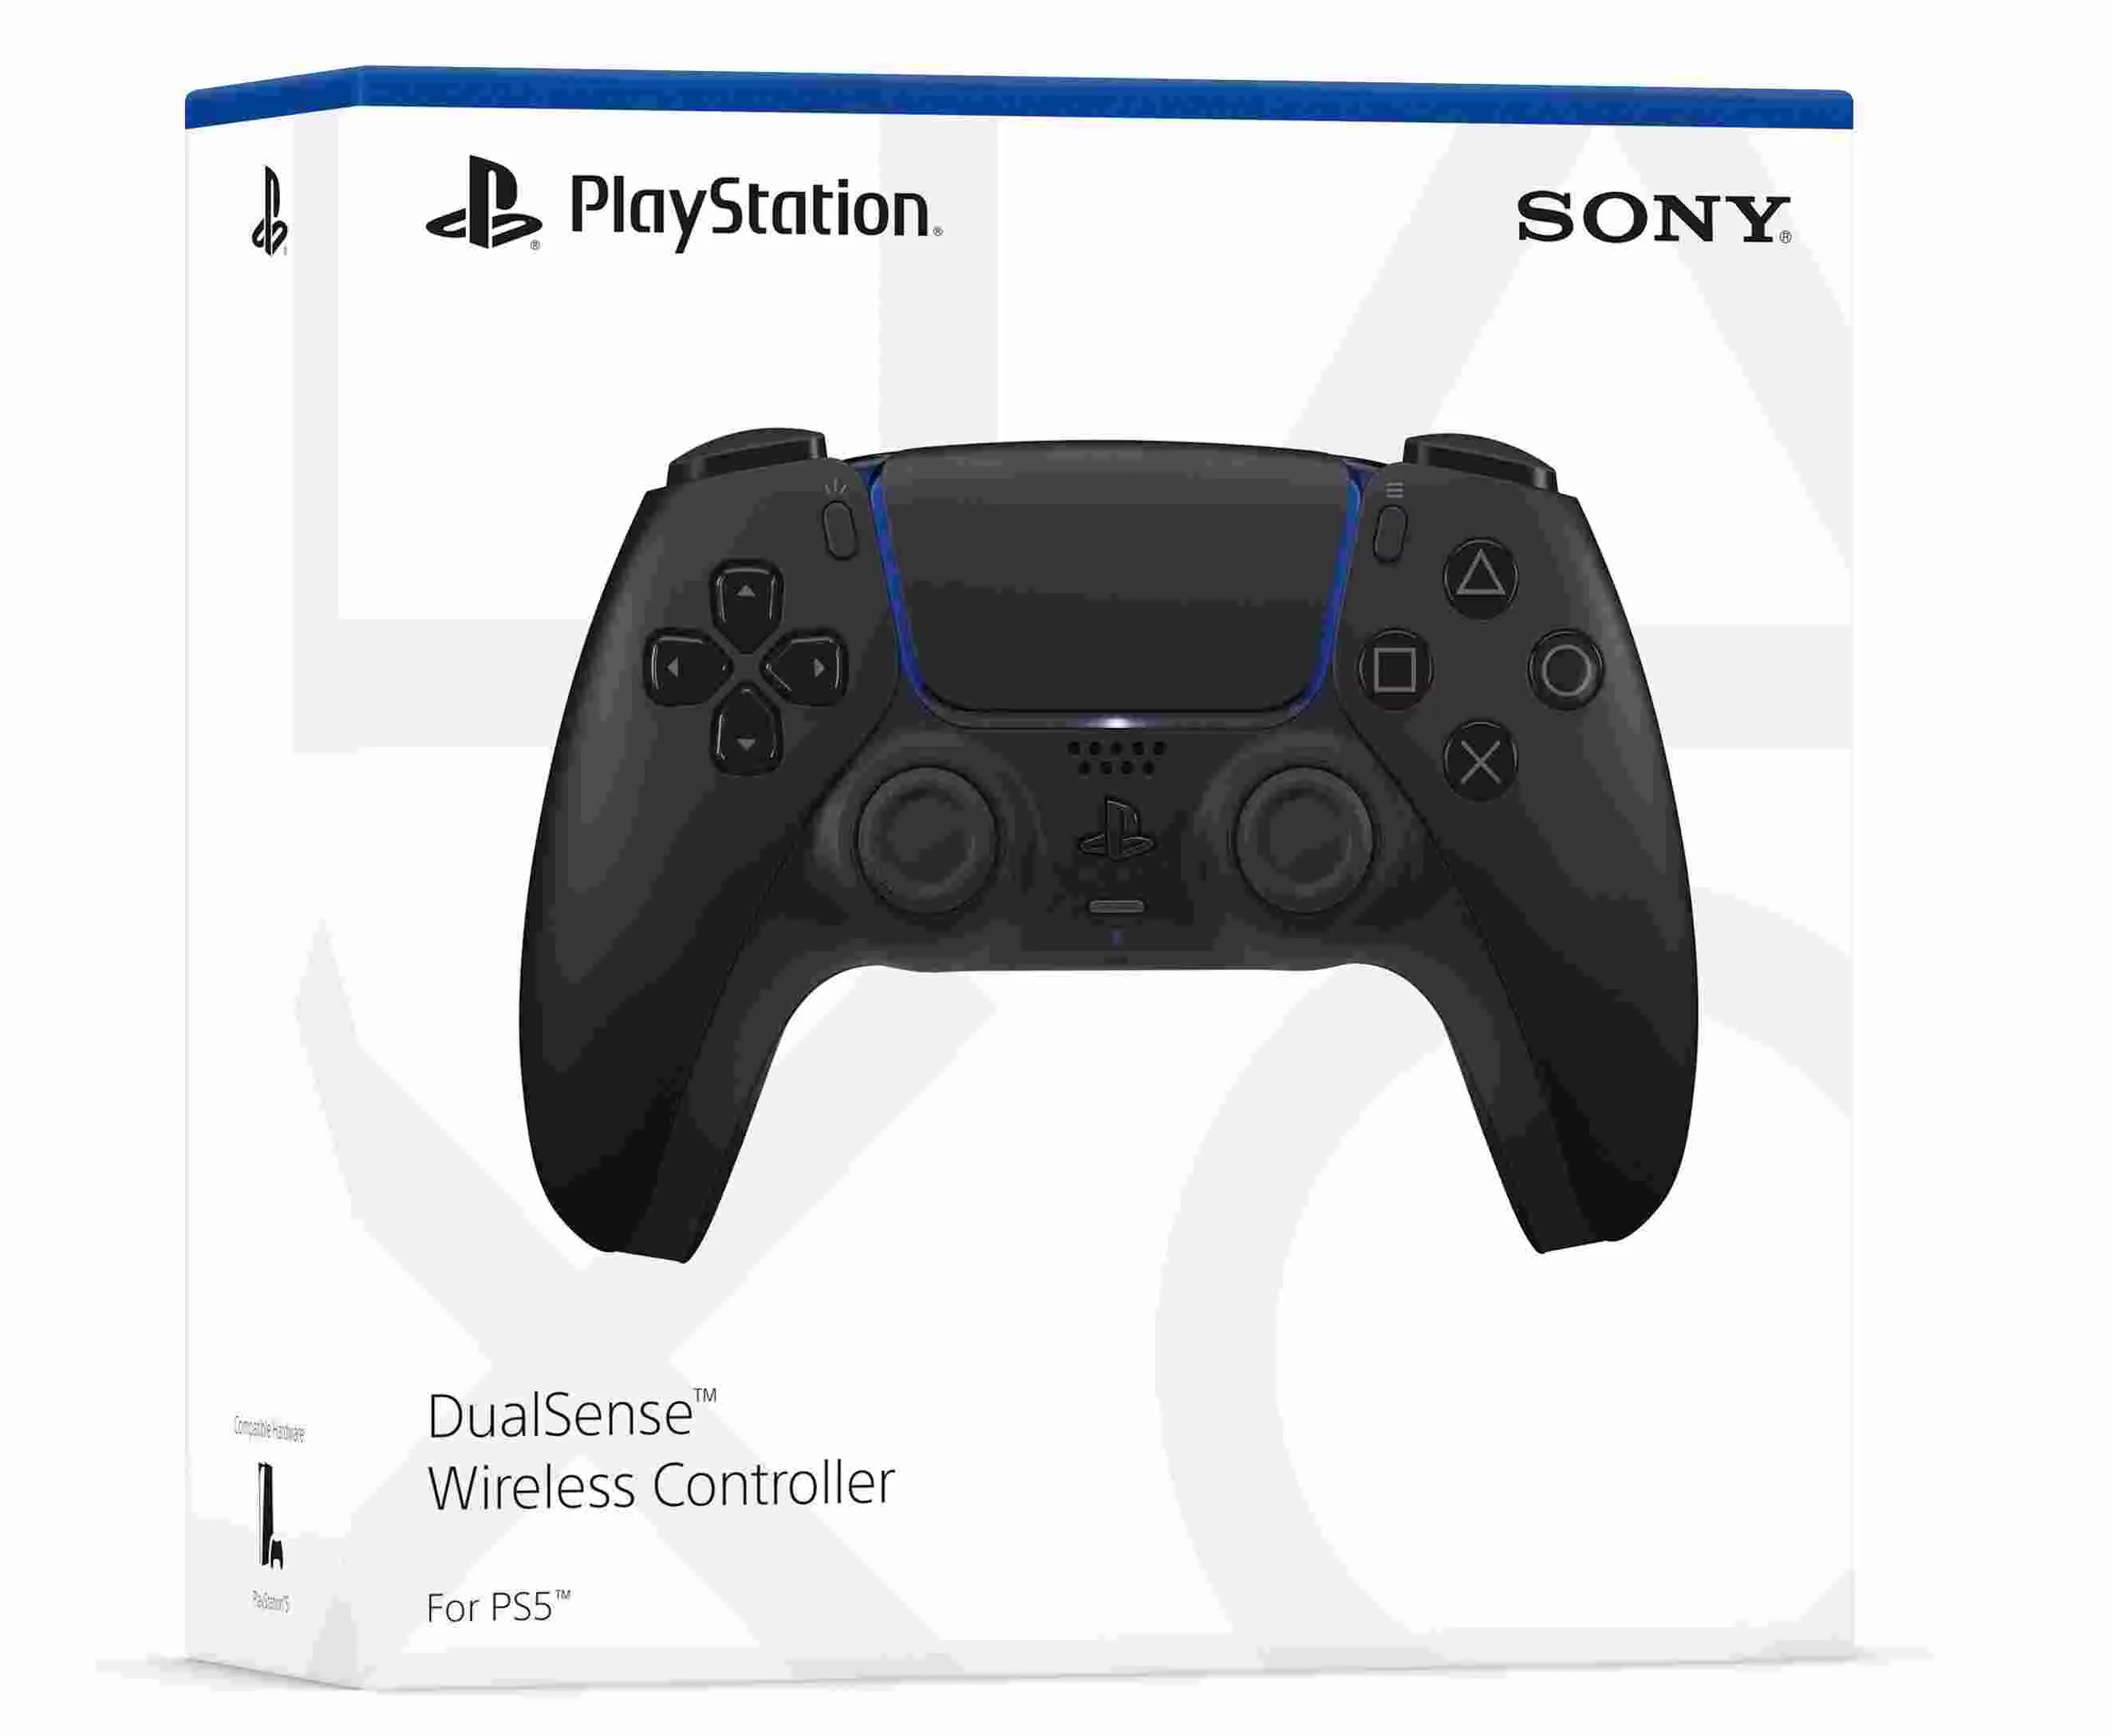 PlayStation®
SONY®
DualSense™
Wireless Controller
For PS5™
Compatible Hardware
PlayStation®5